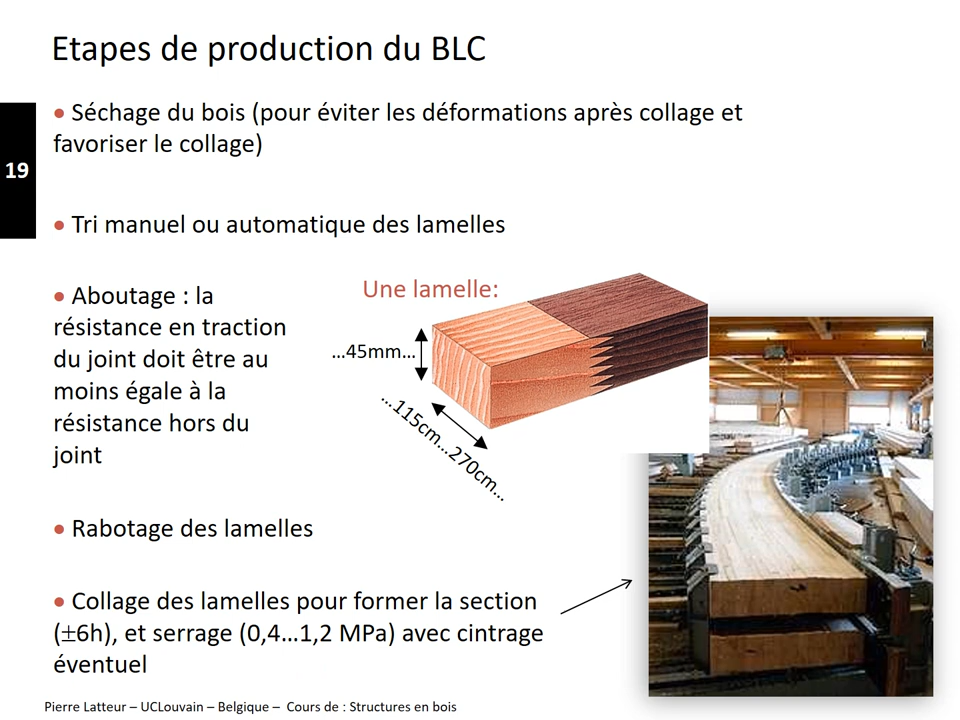 Etapes de production du BLC
• Séchage du bois (pour éviter les déformations après collage et
favoriser le collage)
19
• Tri manuel ou automatique des lamelles
• Aboutage : la
résistance en traction
du joint doit être au
moins égale à la
résistance hors du
joint
Une lamelle:
...45mm...
...115cm...270cm...
• Rabotage des lamelles
• Collage des lamelles pour former la section
(±6h), et serrage (0,4...1,2 MPa) avec cintrage
éventuel
Pierre Latteur – UCLouvain – Belgique – Cours de : Structures en bois